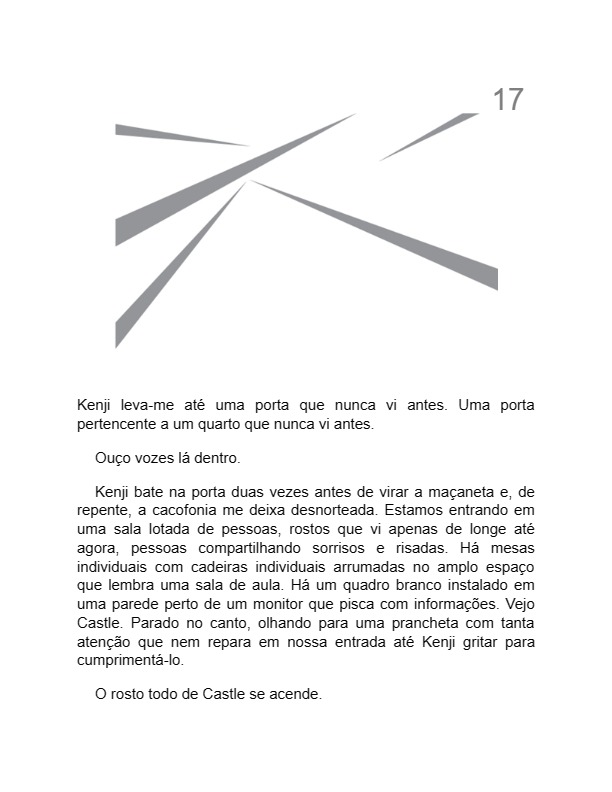 17
Kenji leva-me até uma porta que nunca vi antes. Uma porta
pertencente a um quarto que nunca vi antes.
Ouço vozes lá dentro.
Kenji bate na porta duas vezes antes de virar a maçaneta e, de
repente, a cacofonia me deixa desnorteada. Estamos entrando em
uma sala lotada de pessoas, rostos que vi apenas de longe até
agora, pessoas compartilhando sorrisos e risadas. Há mesas
individuais com cadeiras individuais arrumadas no amplo espaço
que lembra uma sala de aula. Há um quadro branco instalado em
uma parede perto de um monitor que pisca com informações. Vejo
Castle. Parado no canto, olhando para uma prancheta com tanta
atenção que nem repara em nossa entrada até Kenji gritar para
cumprimentá-lo.
O rosto todo de Castle se acende.